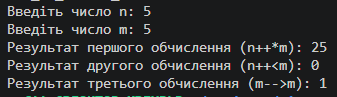 Введіть число n: 5
Введіть число m: 5
Результат першого обчислення (n++*m): 25
Результат другого обчислення (n++<m): 0
Результат третього обчислення (m-->m): 1